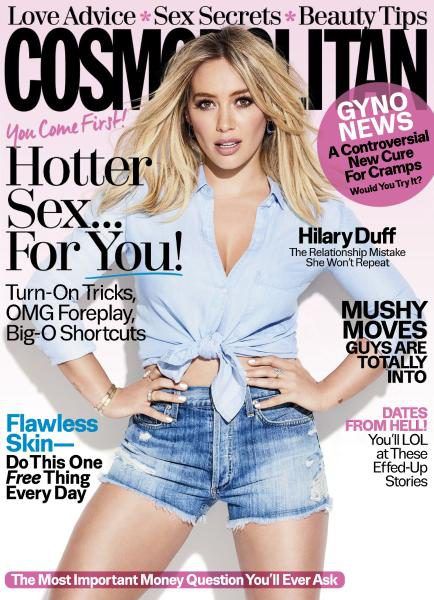 Love Advice * Sex Secrets * Beauty Tips
COSMOPOLITAN
You Come First!
GYNO
NEWS
A Controversial
New Cure
For Cramps
Would You Try It?
Hotter
Sex...
For You!
Turn-On Tricks,
OMG Foreplay,
Big-O Shortcuts
Hilary Duff
The Relationship Mistake
She Won't Repeat
MUSHY
MOVES
GUYS ARE
TOTALLY
INTO
Flawless
Skin—
Do This One
Free Thing
Every Day
DATES
FROM HELL!
You'll LOL
at These
Effed-Up
Stories
The Most Important Money Question You'll Ever Ask